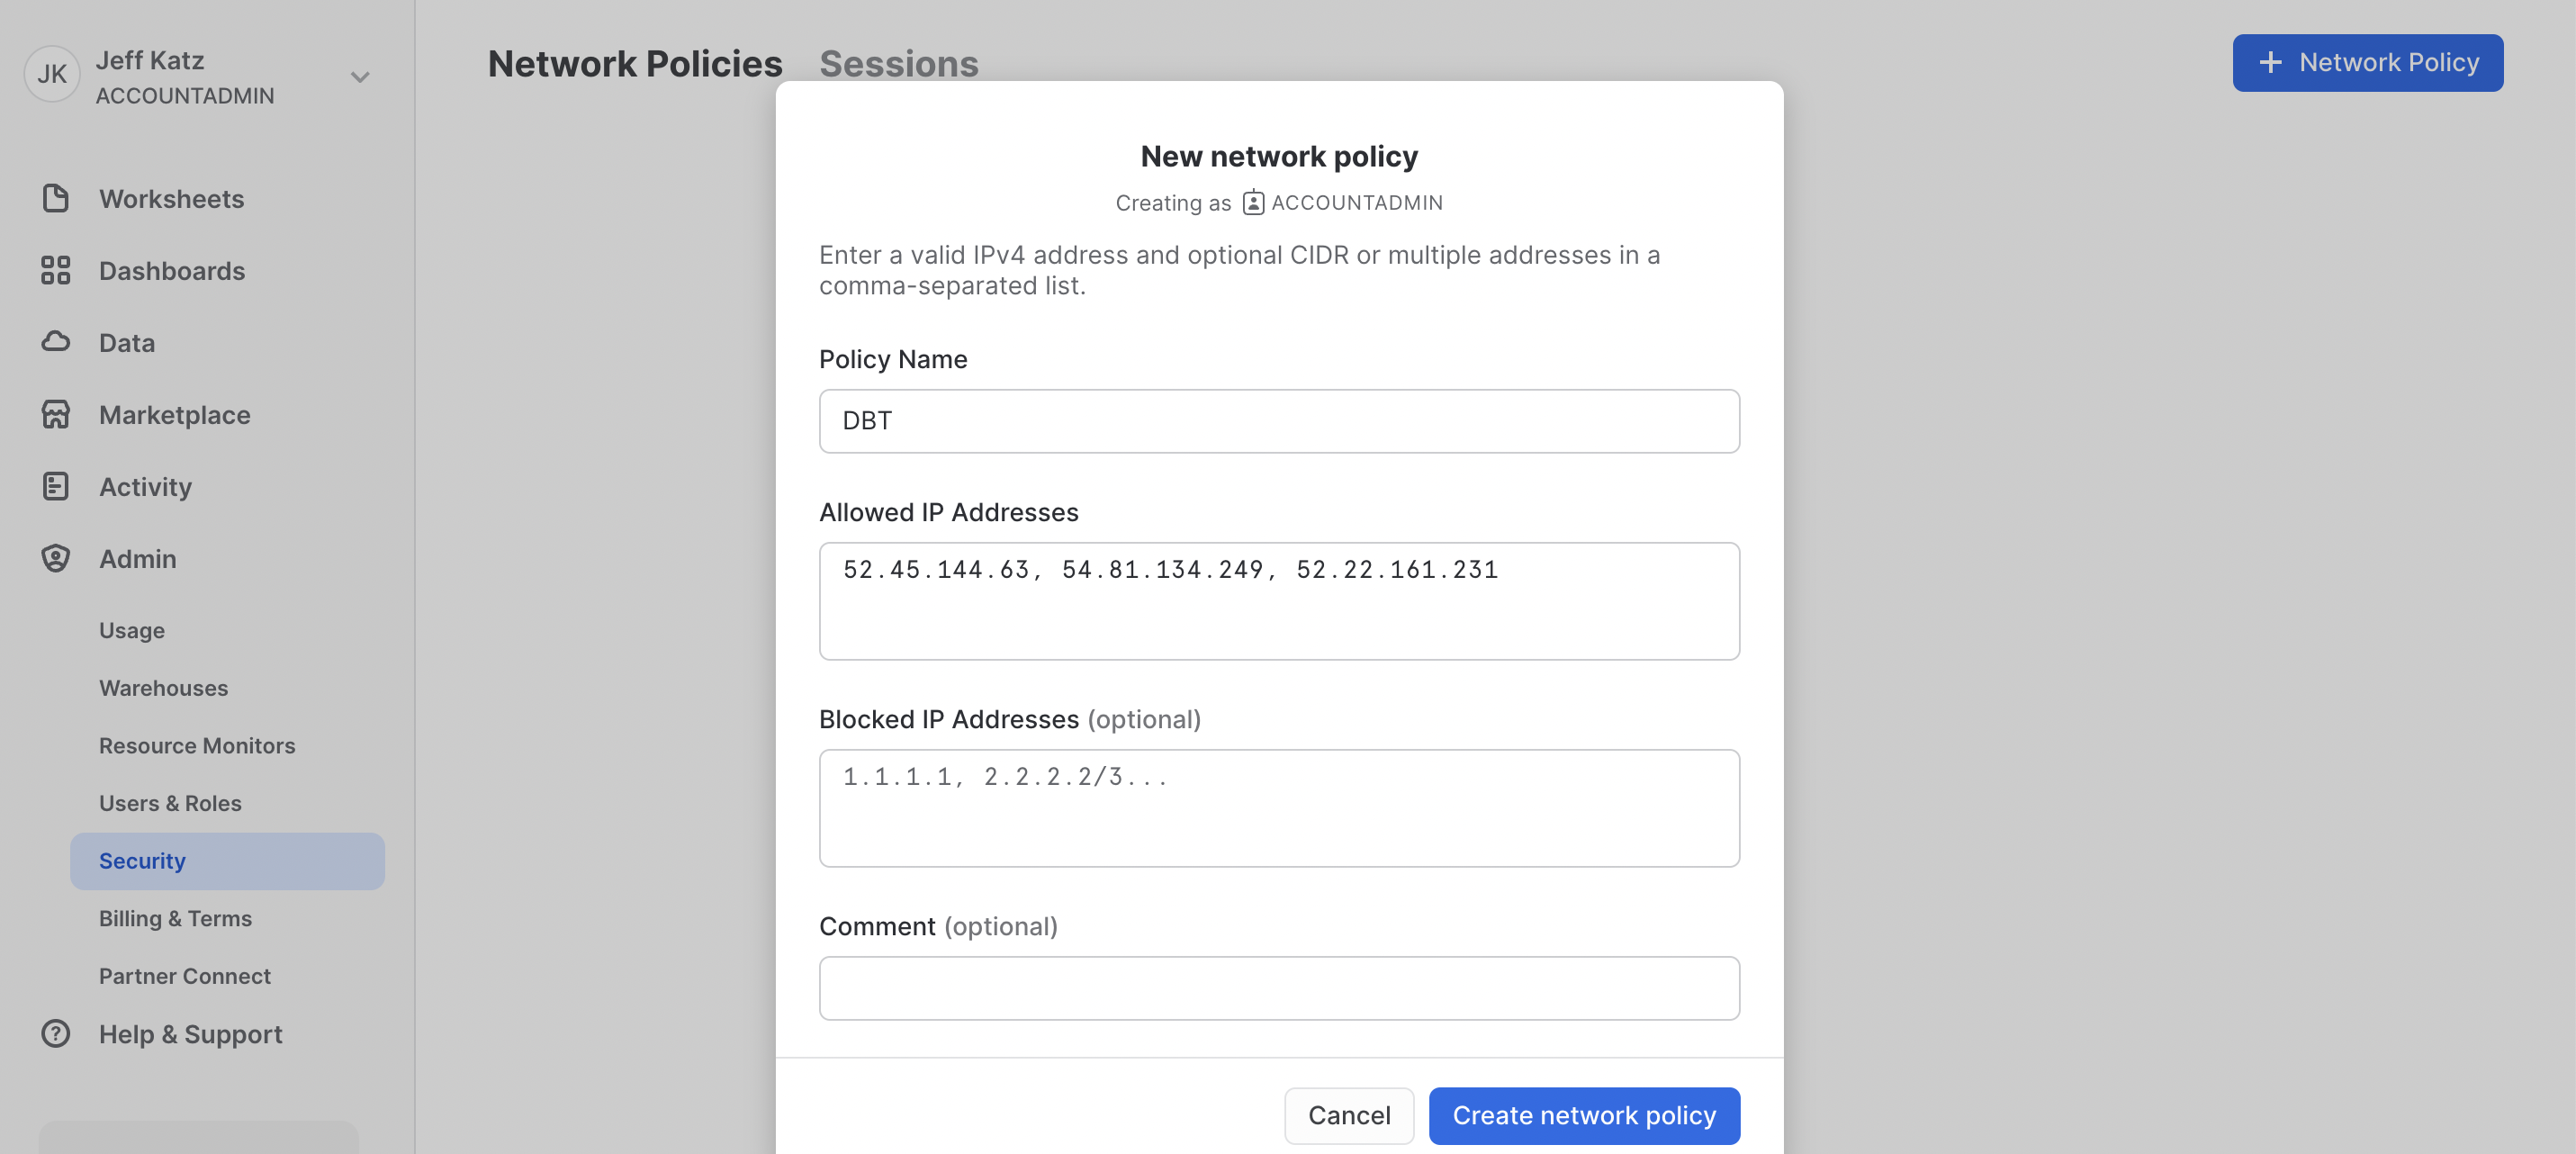 JK
Jeff Katz
ACCOUNTADMIN
Worksheets
Dashboards
Data
Marketplace
Activity
Admin
Usage
Warehouses
Resource Monitors
Users & Roles
Security
Billing & Terms
Partner Connect
Help & Support
Network Policies Sessions
+ Network Policy
New network policy
Creating as ACCOUNTADMIN
Enter a valid IPv4 address and optional CIDR or multiple addresses in a
comma-separated list.
Policy Name
DBT
Allowed IP Addresses
52.45.144.63, 54.81.134.249, 52.22.161.231
Blocked IP Addresses (optional)
1.1.1.1, 2.2.2.2/3...
Comment (optional)
Cancel Create network policy